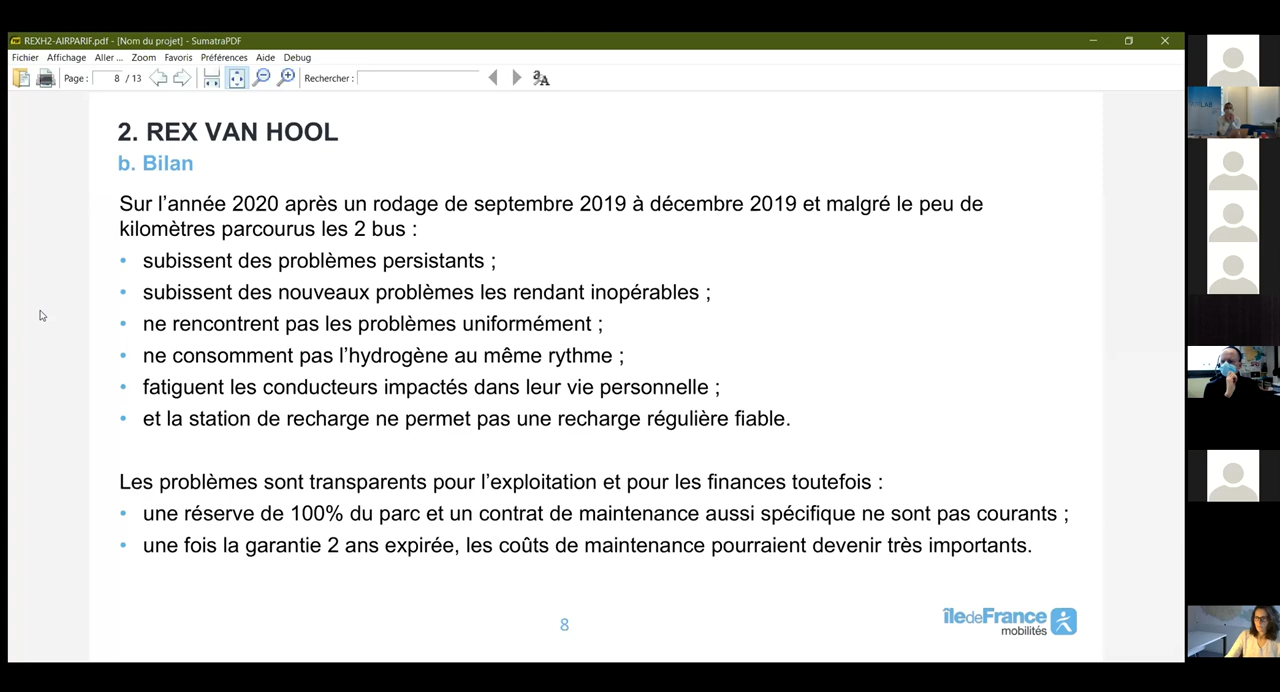 REXH2-AIRPARIF.pdf - [Nom du projet] - SumatraPDF
Fichier Affichage Aller ... Zoom Favoris Préférences Aide Debug
Page : 8 / 13 Rechercher :
2. REX VAN HOOL
b. Bilan
Sur l’année 2020 après un rodage de septembre 2019 à décembre 2019 et malgré le peu de
kilomètres parcourus les 2 bus :
• subissent des problèmes persistants ;
• subissent des nouveaux problèmes les rendant inopérables ;
• ne rencontrent pas les problèmes uniformément ;
• ne consomment pas l’hydrogène au même rythme ;
• fatiguent les conducteurs impactés dans leur vie personnelle ;
• et la station de recharge ne permet pas une recharge régulière fiable.
Les problèmes sont transparents pour l’exploitation et pour les finances toutefois :
• une réserve de 100% du parc et un contrat de maintenance aussi spécifique ne sont pas courants ;
• une fois la garantie 2 ans expirée, les coûts de maintenance pourraient devenir très importants.
8
îledeFrance
mobilités